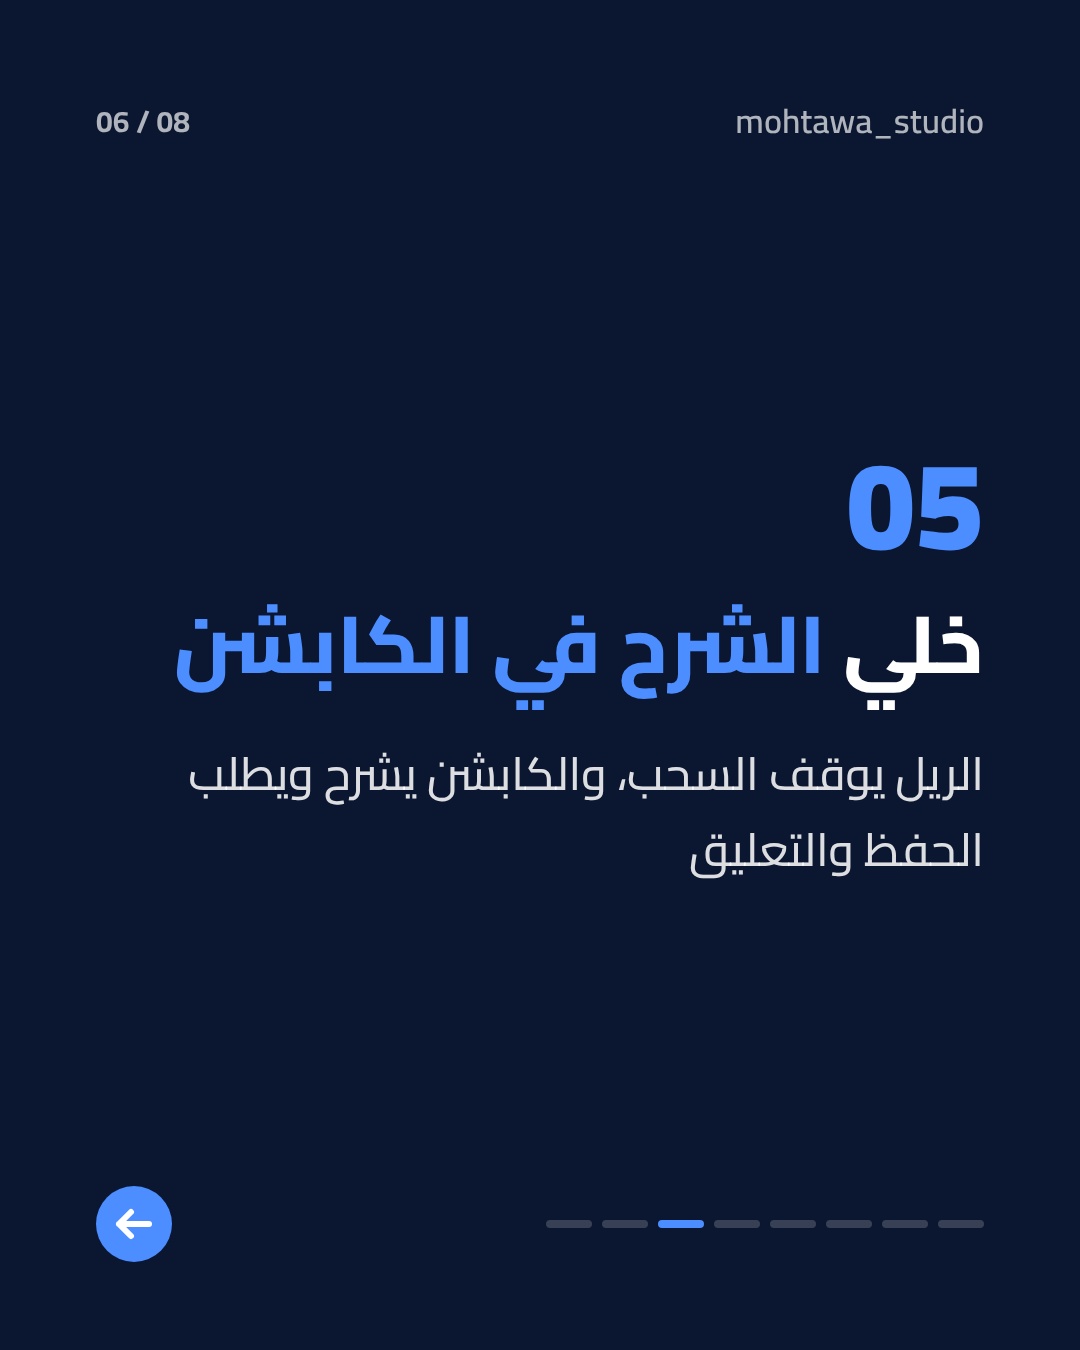 mohtawa_studio
06 / 08
05
خلي الشرح في الكابشن
الريل يوقف السحب، والكابشن يشرح ويطلب
الحفظ والتعليق